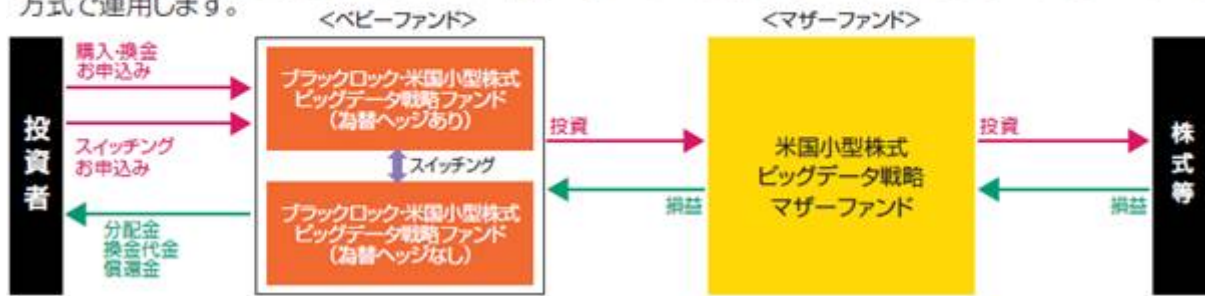 方式で運用します。
<ベビーファンド>
<マザーファンド>
投資者
購入・換金
お申込み
スイッチング
お申込み
分配金
換金代金
償還金
ブラックロック・米国小型株式
ビッグデータ戦略ファンド
(為替ヘッジあり)
スイッチング
ブラックロック・米国小型株式
ビッグデータ戦略ファンド
(為替ヘッジなし)
投資
損益
米国小型株式
ビッグデータ戦略
マザーファンド
投資
損益
株式等